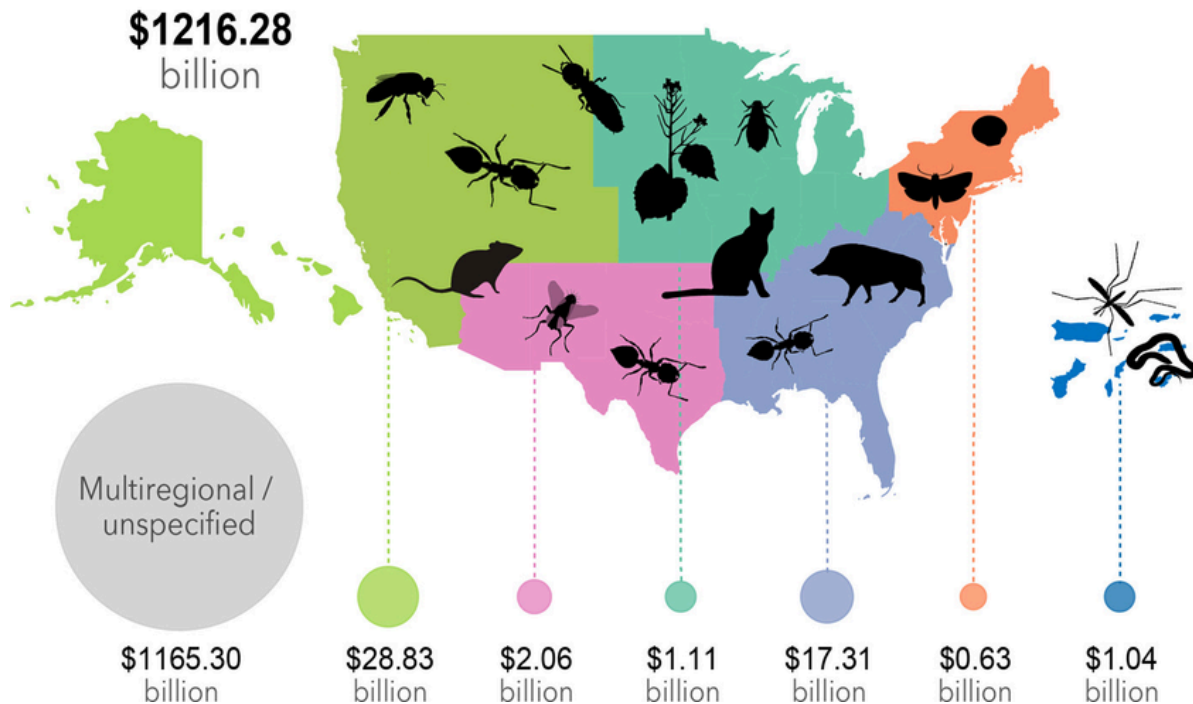 $1216.28
billion
Multiregional /
unspecified
$1165.30
billion
$28.83
billion
$2.06
billion
$1.11
billion
$17.31
billion
$0.63
billion
$1.04
billion